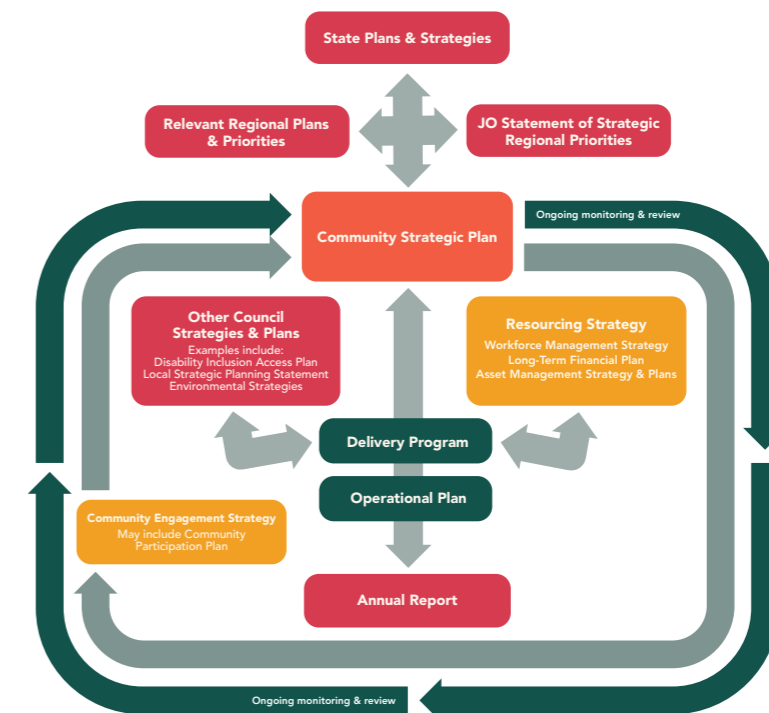 State Plans & Strategies
Relevant Regional Plans
& Priorities
JO Statement of Strategic
Regional Priorities
Community Strategic Plan
Ongoing monitoring & review
Other Council
Strategies & Plans
Examples include:
Disability Inclusion Access Plan
Local Strategic Planning Statement
Environmental Strategies
Resourcing Strategy
Workforce Management Strategy
Long-Term Financial Plan
Asset Management Strategy & Plans
Delivery Program
Operational Plan
Community Engagement Strategy
May include Community
Participation Plan
Annual Report
Ongoing monitoring & review